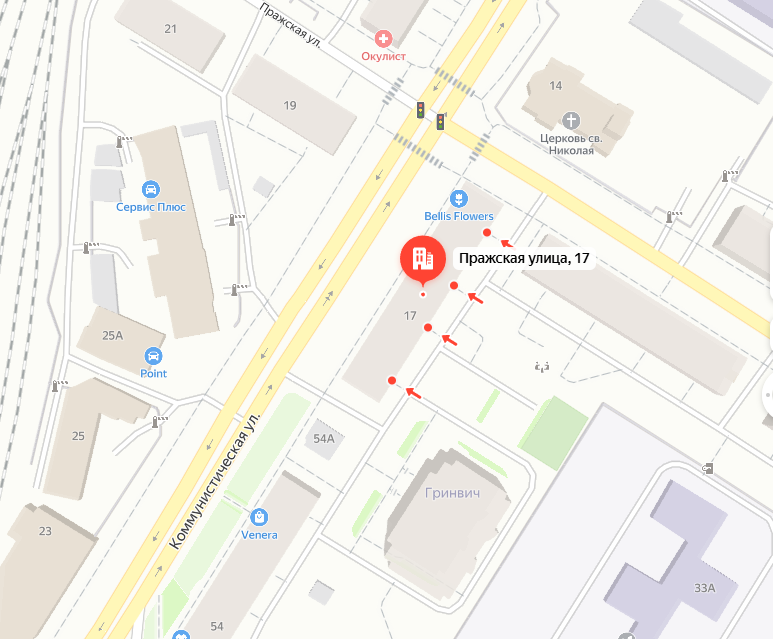 Пражская ул.
21
Окулист
19
14
Церковь св.
Николая
Сервис Плюс
Bellis Flowers
Пражская улица, 17
17
25А
Point
Коммунистическая ул.
54А
25
Гринвич
23
Venera
33А
54